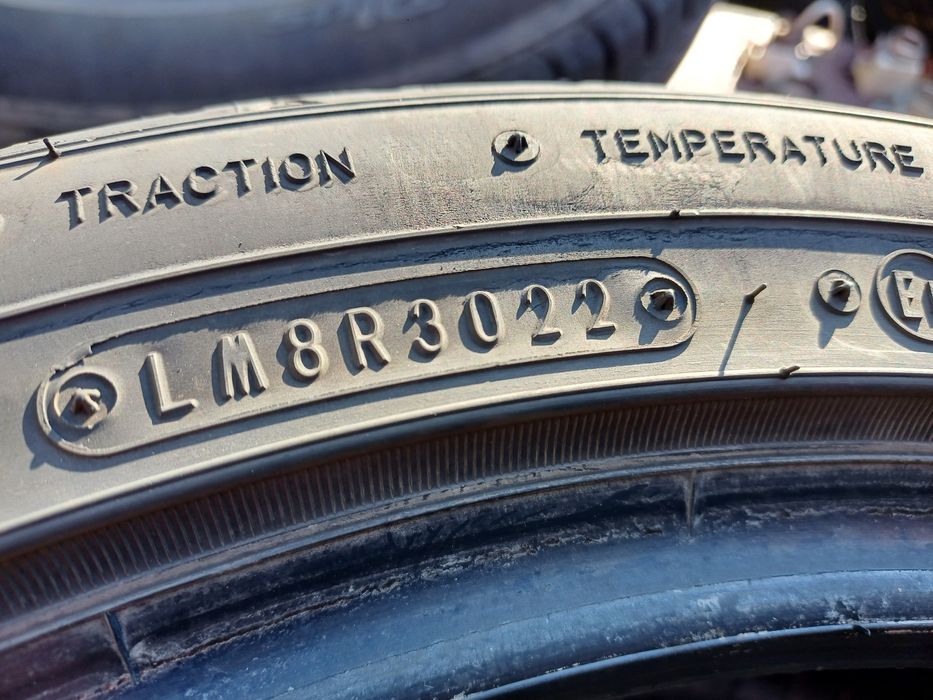 TRACTION TEMPERATURE
LM8R3022